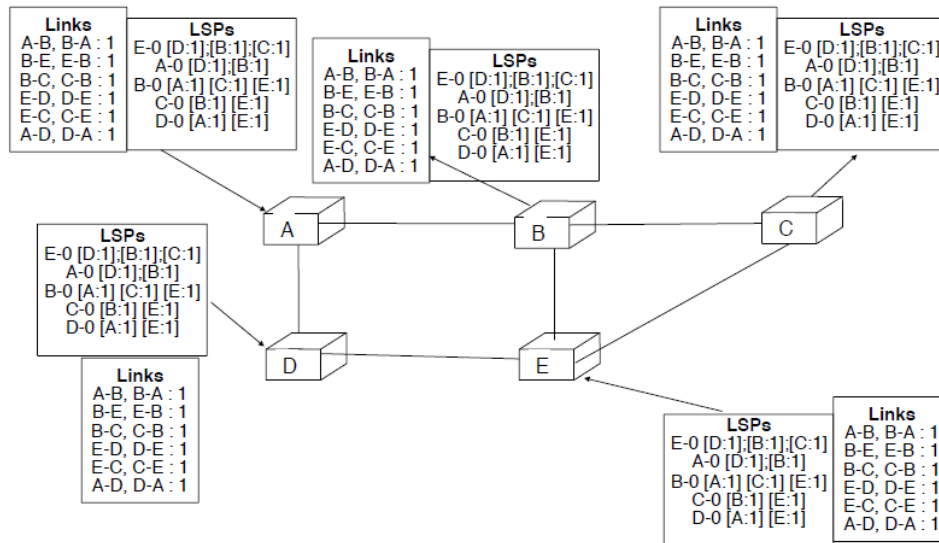 Links
A-B, B-A : 1
B-E, E-B : 1
B-C, C-B : 1
E-D, D-E : 1
E-C, C-E : 1
A-D, D-A : 1
LSPs
E-0 [D:1];[B:1];[C:1]
A-0 [D:1];[B:1]
B-0 [A:1] [C:1] [E:1]
C-0 [B:1] [E:1]
D-0 [A:1] [E:1]
Links
A-B, B-A : 1
B-E, E-B : 1
B-C, C-B : 1
E-D, D-E : 1
E-C, C-E : 1
A-D, D-A : 1
LSPs
E-0 [D:1];[B:1];[C:1]
A-0 [D:1];[B:1]
B-0 [A:1] [C:1] [E:1]
C-0 [B:1] [E:1]
D-0 [A:1] [E:1]
Links
A-B, B-A : 1
B-E, E-B : 1
B-C, C-B : 1
E-D, D-E : 1
E-C, C-E : 1
A-D, D-A : 1
LSPs
E-0 [D:1];[B:1];[C:1]
A-0 [D:1];[B:1]
B-0 [A:1] [C:1] [E:1]
C-0 [B:1] [E:1]
D-0 [A:1] [E:1]
A
B
C
LSPs
E-0 [D:1];[B:1];[C:1]
A-0 [D:1];[B:1]
B-0 [A:1] [C:1] [E:1]
C-0 [B:1] [E:1]
D-0 [A:1] [E:1]
D
E
Links
A-B, B-A : 1
B-E, E-B : 1
B-C, C-B : 1
E-D, D-E : 1
E-C, C-E : 1
A-D, D-A : 1
LSPs
E-0 [D:1];[B:1];[C:1]
A-0 [D:1];[B:1]
B-0 [A:1] [C:1] [E:1]
C-0 [B:1] [E:1]
D-0 [A:1] [E:1]
Links
A-B, B-A : 1
B-E, E-B : 1
B-C, C-B : 1
E-D, D-E : 1
E-C, C-E : 1
A-D, D-A : 1